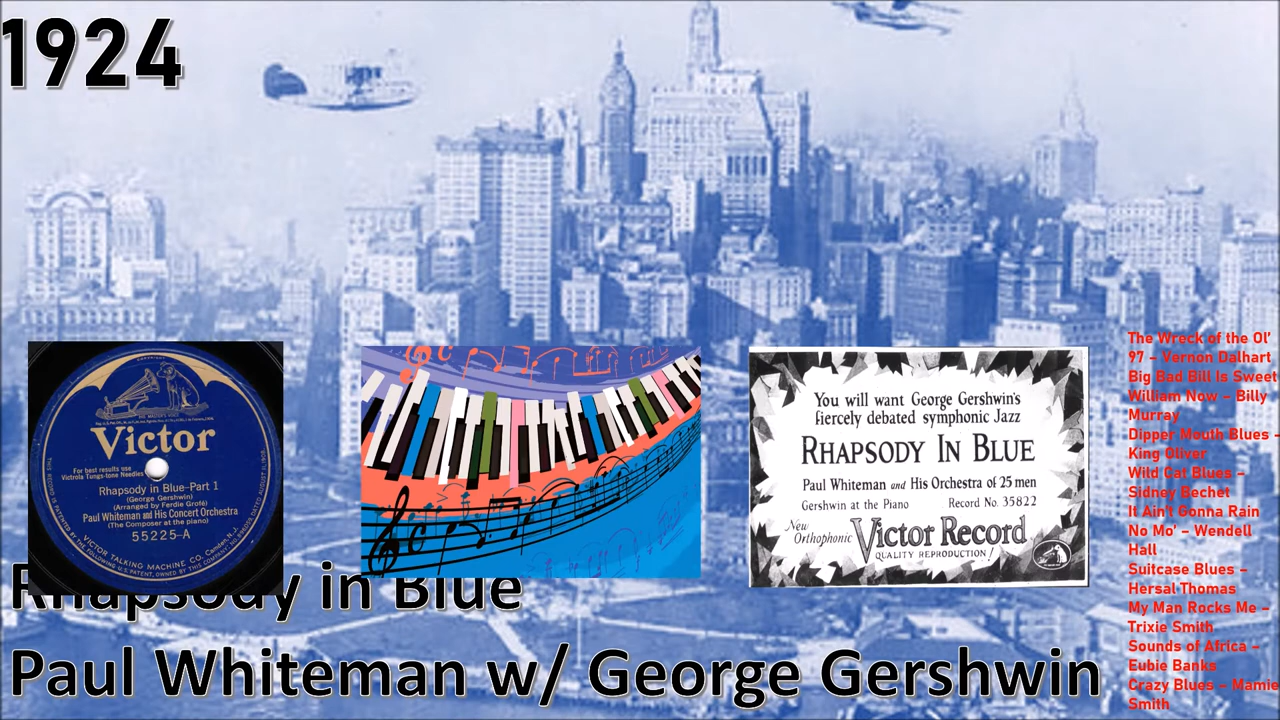 1924
Victor
For best results use
Victrola Tungs-tone Needles
Rhapsody in Blue-Part 1
(George Gershwin)
(Arranged by Ferdie Grofé)
Paul Whiteman and His Concert Orchestra
(The Composer at the piano)
55225-A
VICTOR TALKING MACHINE CO. Camden, N.J.
You will want George Gershwin's
fiercely debated symphonic Jazz
RHAPSODY IN BLUE
Paul Whiteman and His Orchestra of 25 men
Gershwin at the Piano Record No. 35822
New
Orthophonic Victor Record
QUALITY REPRODUCTION!
Rhapsody in Blue
Paul Whiteman w/ George Gershwin
The Wreck of the Ol'
97 – Vernon Dalhart
Big Bad Bill Is Sweet
William Now – Billy
Murray
Dipper Mouth Blues –
King Oliver
Wild Cat Blues –
Sidney Bechet
It Ain't Gonna Rain
No Mo' – Wendell
Hall
Suitcase Blues –
Hersal Thomas
My Man Rocks Me –
Trixie Smith
Sounds of Africa –
Eubie Banks
Crazy Blues – Mamie
Smith